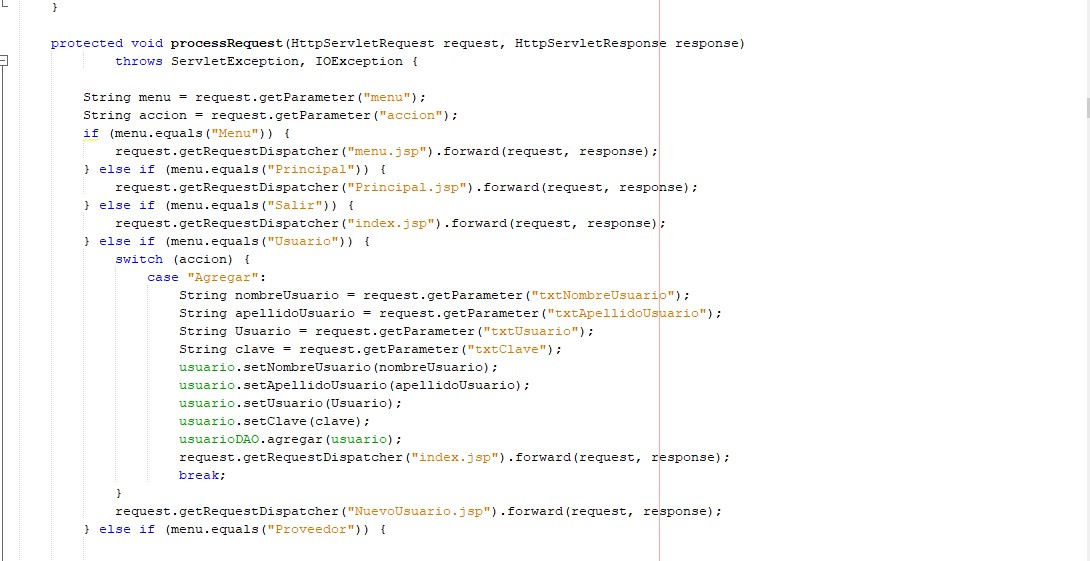 }
protected void processRequest(HttpServletRequest request, HttpServletResponse response)
throws ServletException, IOException {
String menu = request.getParameter("menu");
String accion = request.getParameter("accion");
if (menu.equals("Menu")) {
request.getRequestDispatcher("menu.jsp").forward(request, response);
} else if (menu.equals("Principal")) {
request.getRequestDispatcher("Principal.jsp").forward(request, response);
} else if (menu.equals("Salir")) {
request.getRequestDispatcher("index.jsp").forward(request, response);
} else if (menu.equals("Usuario")) {
switch (accion) {
case "Agregar":
String nombreUsuario = request.getParameter("txtNombreUsuario");
String apellidoUsuario = request.getParameter("txtApellidoUsuario");
String Usuario = request.getParameter("txtUsuario");
String clave = request.getParameter("txtClave");
usuario.setNombreUsuario(nombreUsuario);
usuario.setApellidoUsuario(apellidoUsuario);
usuario.setUsuario(Usuario);
usuario.setClave(clave);
usuarioDAO.agregar(usuario);
request.getRequestDispatcher("index.jsp").forward(request, response);
break;
}
request.getRequestDispatcher("NuevoUsuario.jsp").forward(request, response);
} else if (menu.equals("Proveedor")) {